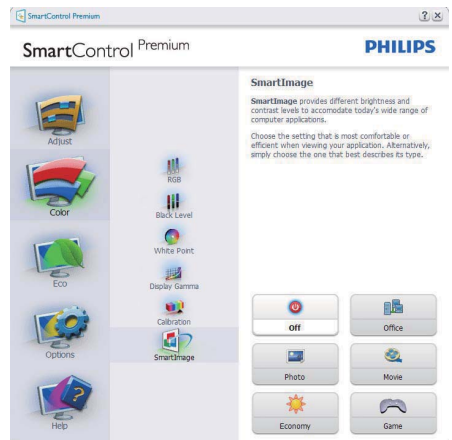 SmartControl Premium
SmartControl Premium
PHILIPS
Adjust
Color
Eco
Options
Help
RGB
Black Level
White Point
Display Gamma
Calibration
SmartImage
SmartImage
SmartImage provides different brightness and
contrast levels to accomodate today's wide range of
computer applications.
Choose the setting that is most comfortable or
efficient when viewing your application. Alternatively,
simply choose the one that best describes its type.
Off
Office
Photo
Movie
Economy
Game